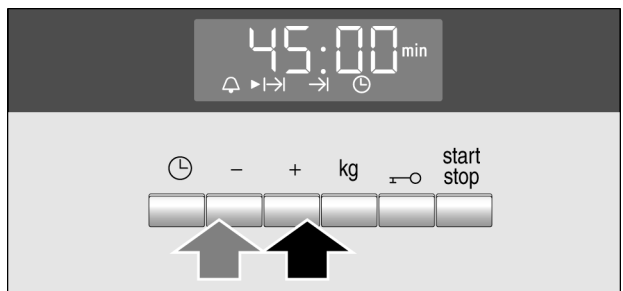 45:00 min
− + kg start stop